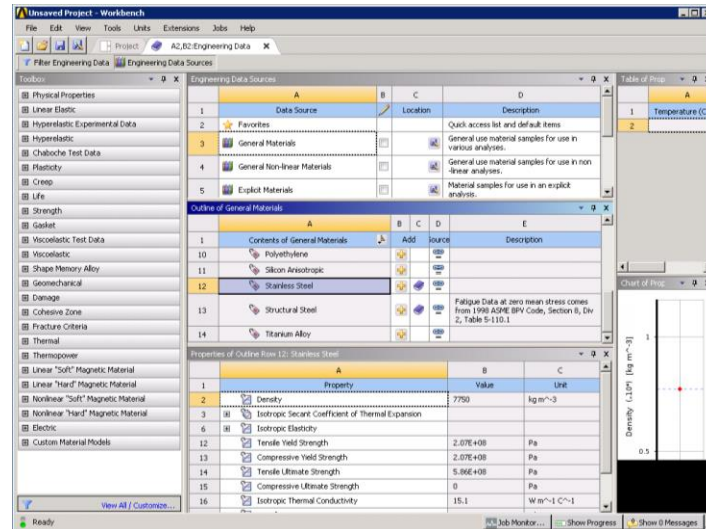 Unsaved Project - Workbench
File Edit View Tools Units Extensions Jobs Help
Project A2,B2:Engineering Data X
Filter Engineering Data Engineering Data Sources
Toolbox
Physical Properties
Linear Elastic
Hyperelastic Experimental Data
Hyperelastic
Chaboche Test Data
Plasticity
Creep
Life
Strength
Gasket
Viscoelastic Test Data
Viscoelastic
Shape Memory Alloy
Geomechanical
Damage
Cohesive Zone
Fracture Criteria
Thermal
Thermopower
Linear "Soft" Magnetic Material
Linear "Hard" Magnetic Material
Nonlinear "Soft" Magnetic Material
Nonlinear "Hard" Magnetic Material
Electric
Custom Material Models
View All / Customize...
Engineering Data Sources
A B C D
1 Data Source Location Description
2 Favorites Quick access list and default items
3 General Materials General use material samples for use in
various analyses.
4 General Non-linear Materials General use material samples for use in non
-linear analyses.
5 Explicit Materials Material samples for use in an explicit
analysis.
Outline of General Materials
A B C D E
1 Contents of General Materials Add Source Description
10 Polyethylene
11 Silicon Anisotropic
12 Stainless Steel
13 Structural Steel Fatigue Data at zero mean stress comes
from 1998 ASME BPV Code, Section 8, Div
2, Table 5-110.1
14 Titanium Alloy
Properties of Outline Row 12: Stainless Steel
A B C
1 Property Value Unit
2 Density 7750 kg m^-3
3 Isotropic Secant Coefficient of Thermal Expansion
6 Isotropic Elasticity
12 Tensile Yield Strength 2.07E+08 Pa
13 Compressive Yield Strength 2.07E+08 Pa
14 Tensile Ultimate Strength 5.86E+08 Pa
15 Compressive Ultimate Strength 0 Pa
16 Isotropic Thermal Conductivity 15.1 W m^-1 C^-1
Table of Prop
A
1 Temperature (C
2
Chart of Prop
Density (.10⁴) [kg m^-3]
1
0.5
Ready Job Monitor... Show Progress Show 0 Messages